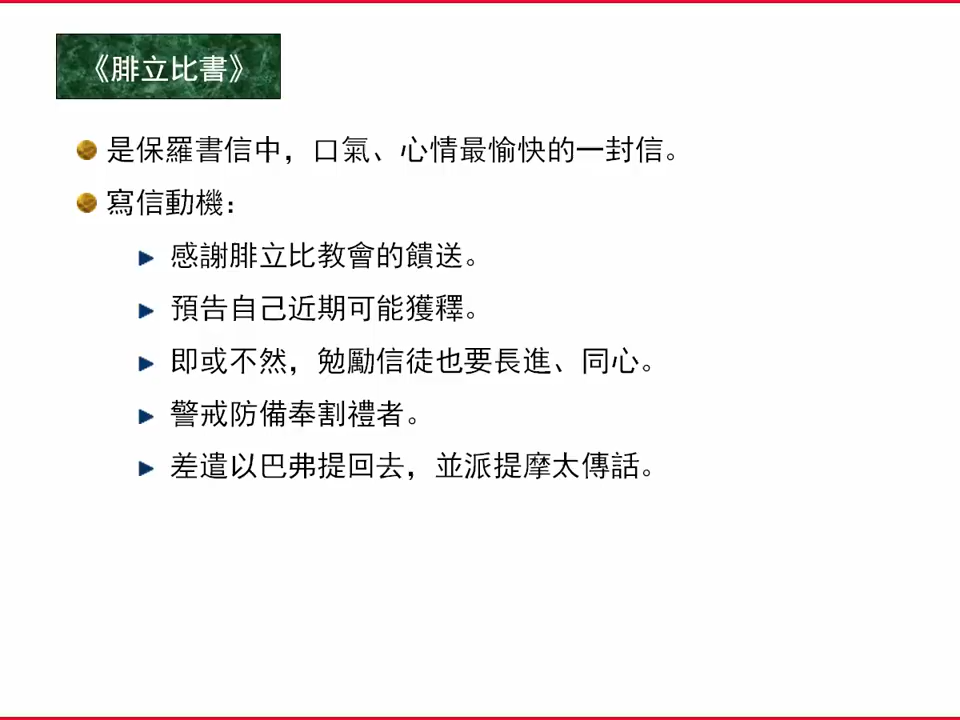 《腓立比書》
是保羅書信中，口氣、心情最愉快的一封信。
寫信動機：
感謝腓立比教會的饋送。
預告自己近期可能獲釋。
即或不然，勉勵信徒也要長進、同心。
警戒防備奉割禮者。
差遣以巴弗提回去，並派提摩太傳話。